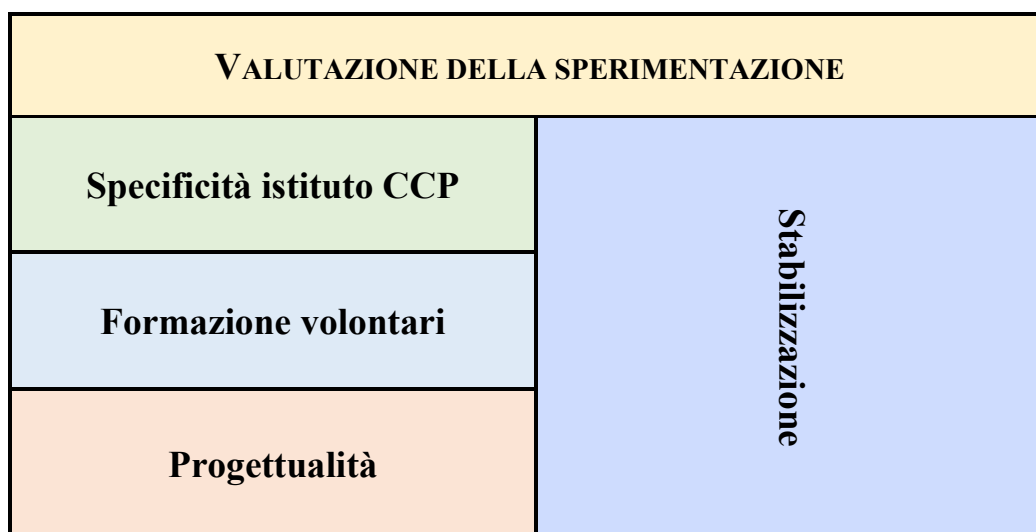 VALUTAZIONE DELLA SPERIMENTAZIONE
Specificità istituto CCP
Formazione volontari
Progettualità
Stabilizzazione